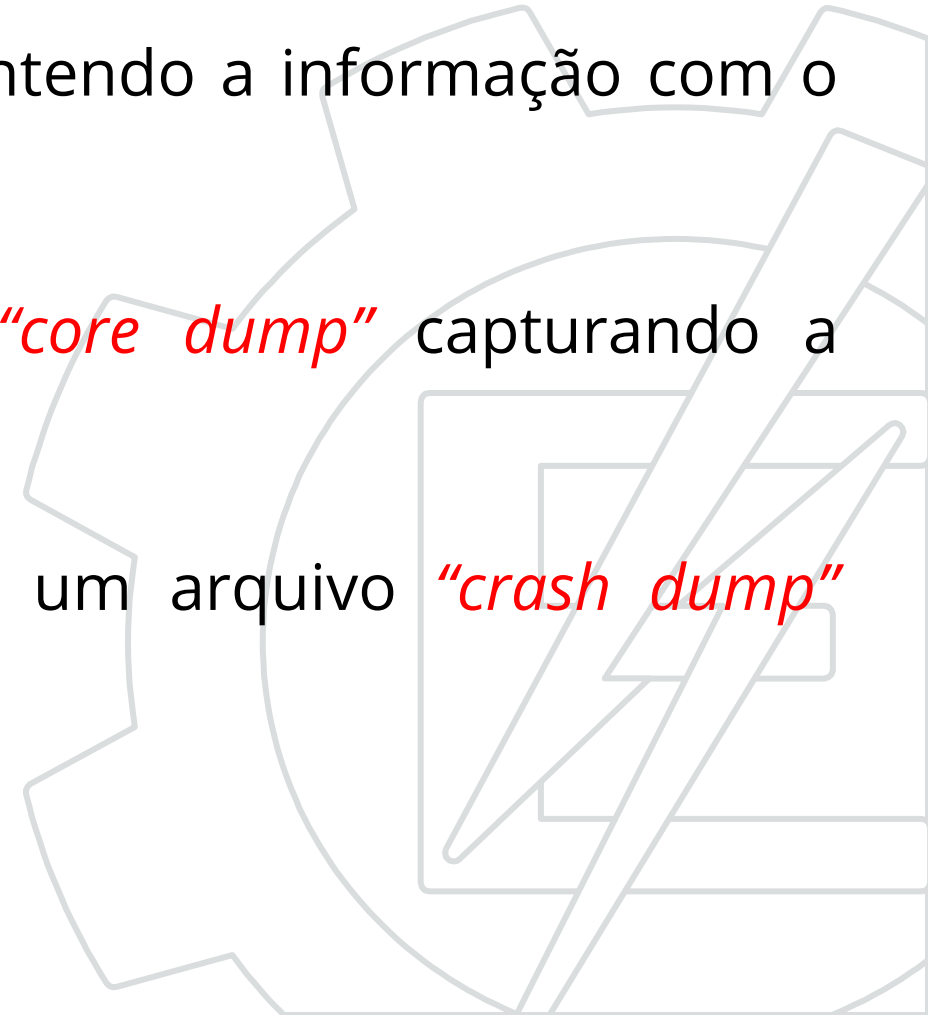 ntendo a informação com o
“core dump” capturando a
um arquivo “crash dump”